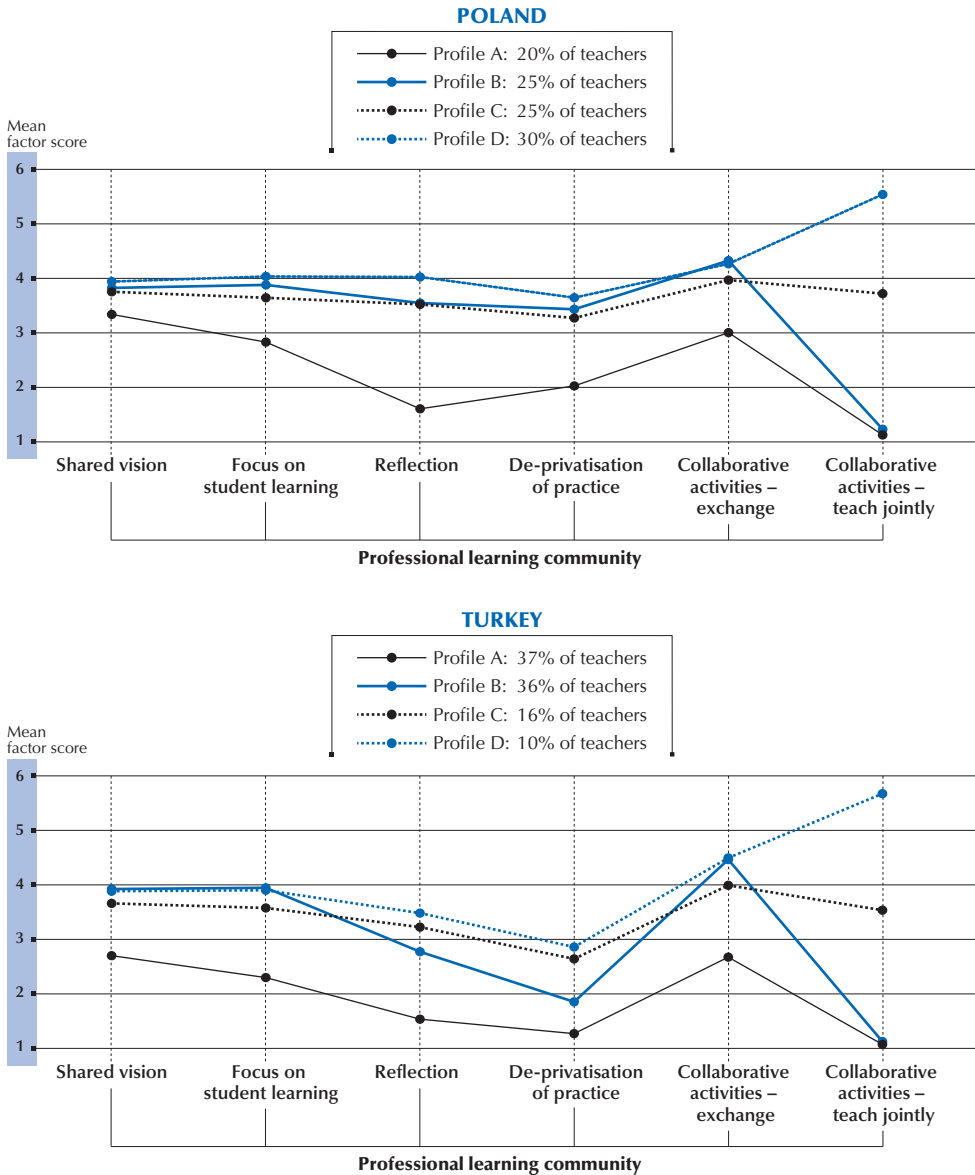 POLAND
Profile A: 20% of teachers
Profile B: 25% of teachers
Profile C: 25% of teachers
Profile D: 30% of teachers
Mean
factor score
6
5
4
3
2
1
Shared vision
Focus on
student learning
Reflection
De-privatisation
of practice
Collaborative
activities –
exchange
Collaborative
activities –
teach jointly
Professional learning community
TURKEY
Profile A: 37% of teachers
Profile B: 36% of teachers
Profile C: 16% of teachers
Profile D: 10% of teachers
Mean
factor score
6
5
4
3
2
1
Shared vision
Focus on
student learning
Reflection
De-privatisation
of practice
Collaborative
activities –
exchange
Collaborative
activities –
teach jointly
Professional learning community